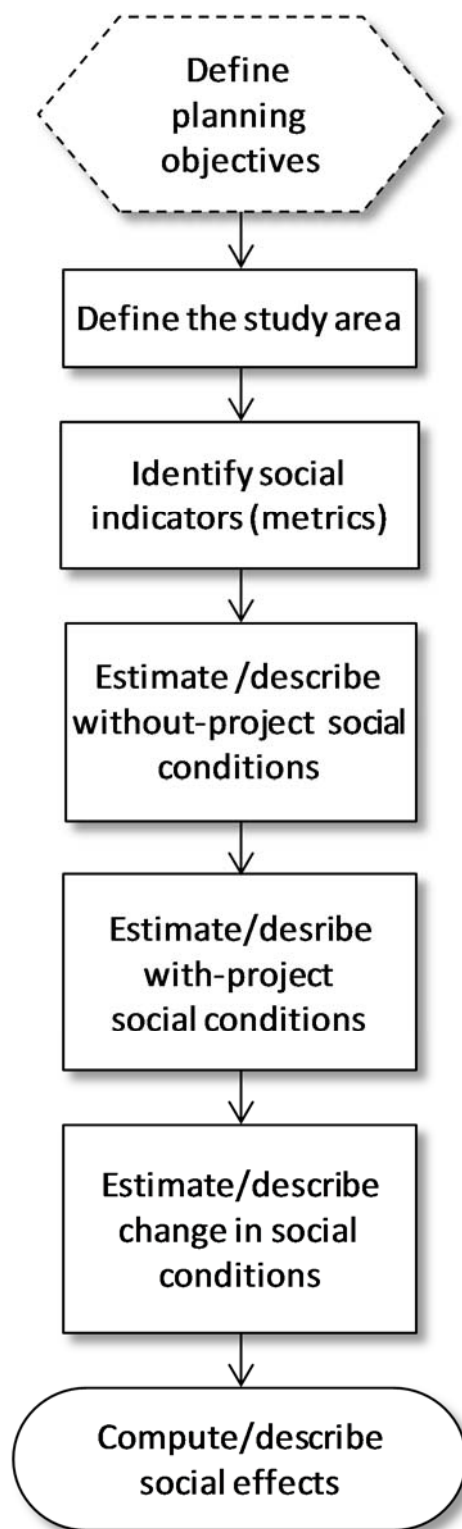 Define
planning
objectives
Define the study area
Identify social
indicators (metrics)
Estimate /describe
without-project social
conditions
Estimate/desribe
with-project
social conditions
Estimate/describe
change in social
conditions
Compute/describe
social effects